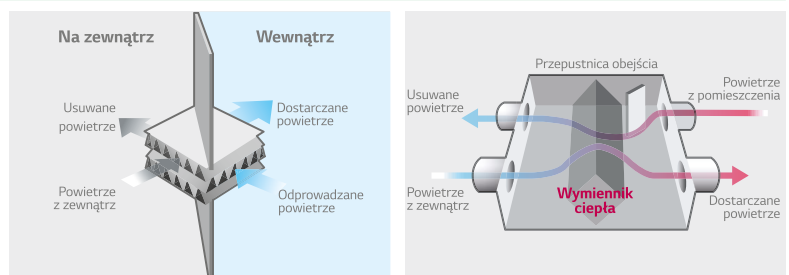 Na zewnątrz
Wewnątrz
Usuwane
powietrze
Dostarczane
powietrze
Powietrze
z zewnątrz
Odprowadzane
powietrze
Przepustnica obejścia
Usuwane
powietrze
Powietrze
z pomieszczenia
Wymiennik
ciepła
Powietrze
z zewnątrz
Dostarczane
powietrze